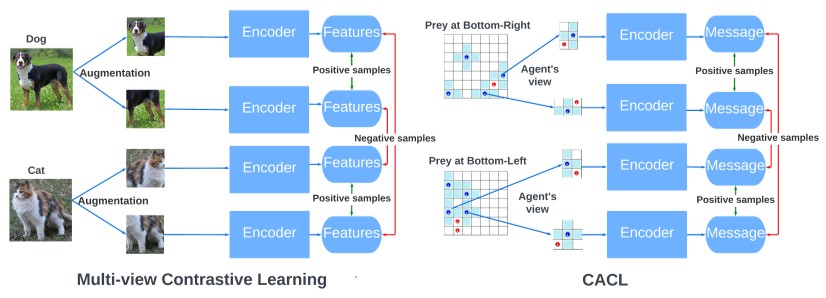 Dog
Augmentation
Encoder
Features
Positive samples
Encoder
Features
Negative samples
Cat
Augmentation
Encoder
Features
Positive samples
Encoder
Features
Multi-view Contrastive Learning
Prey at Bottom-Right
Agent's
view
Encoder
Message
Positive samples
Encoder
Message
Negative samples
Prey at Bottom-Left
Agent's
view
Encoder
Message
Positive samples
Encoder
Message
CACL